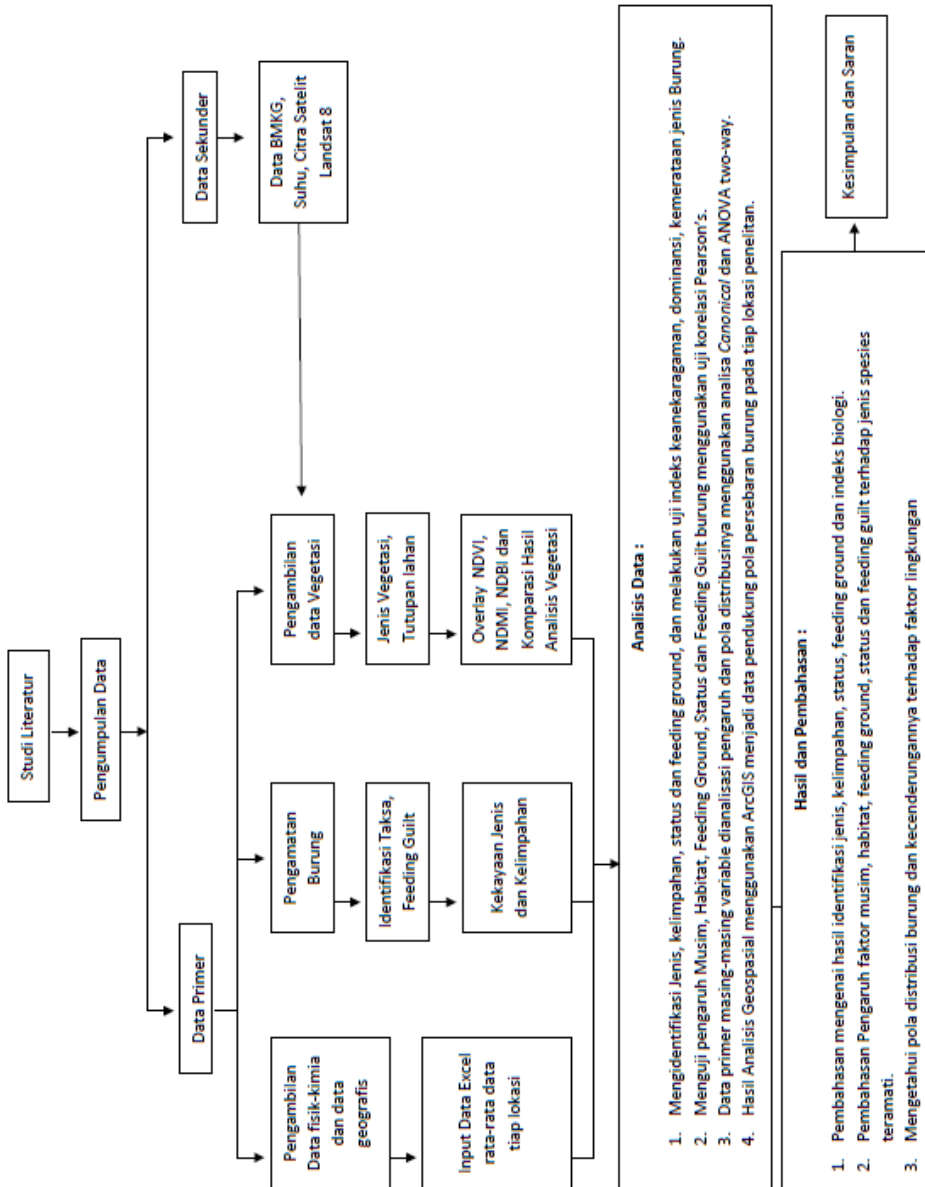 Studi Literatur
Pengumpulan Data
Data Primer
Data Sekunder
Pengambilan
Data fisik-kimia
dan data
geografis
Input Data Excel
rata-rata data
tiap lokasi
Pengamatan
Burung
Identifikasi Taksa,
Feeding Guilt
Kekayaan Jenis
dan Kelimpahan
Pengambilan
data Vegetasi
Jenis Vegetasi,
Tutupan lahan
Overlay NDVI,
NDMI, NDBI dan
Komparasi Hasil
Analisis Vegetasi
Data BMKG,
Suhu, Citra Satelit
Landsat 8
Analisis Data :
1. Mengidentifikasi Jenis, kelimpahan, status dan feeding ground, dan melakukan uji indeks keanekaragaman, dominansi, kemerataan jenis Burung.
2. Menguji pengaruh Musim, Habitat, Feeding Ground, Status dan Feeding Guilt burung menggunakan uji korelasi Pearson's.
3. Data primer masing-masing variable dianalisasi pengaruh dan pola distribusinya menggunakan analisa Canonical dan ANOVA two-way.
4. Hasil Analisis Geospasial menggunakan ArcGIS menjadi data pendukung pola persebaran burung pada tiap lokasi penelitan.
Hasil dan Pembahasan :
1. Pembahasan mengenai hasil identifikasi jenis, kelimpahan, status, feeding ground dan indeks biologi.
2. Pembahasan Pengaruh faktor musim, habitat, feeding ground, status dan feeding guilt terhadap jenis spesies
teramati.
3. Mengetahui pola distribusi burung dan kecenderungannya terhadap faktor lingkungan
Kesimpulan dan Saran